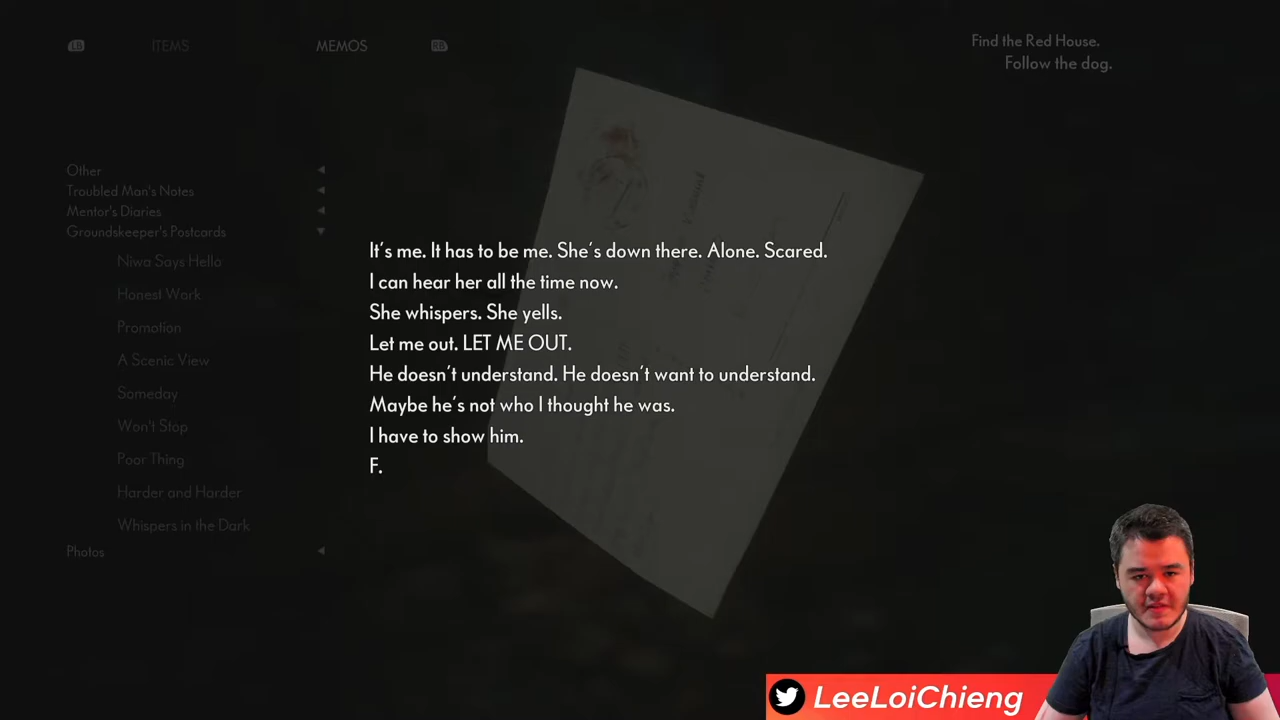 LB
ITEMS
MEMOS
RB
Find the Red House.
Follow the dog.
Other
Troubled Man's Notes
Mentor's Diaries
Groundskeeper's Postcards
Niwa Says Hello
Honest Work
Promotion
A Scenic View
Someday
Won't Stop
Poor Thing
Harder and Harder
Whispers in the Dark
Photos
It's me. It has to be me. She's down there. Alone. Scared.
I can hear her all the time now.
She whispers. She yells.
Let me out. LET ME OUT.
He doesn't understand. He doesn't want to understand.
Maybe he's not who I thought he was.
I have to show him.
F.
LeeLoiChieng